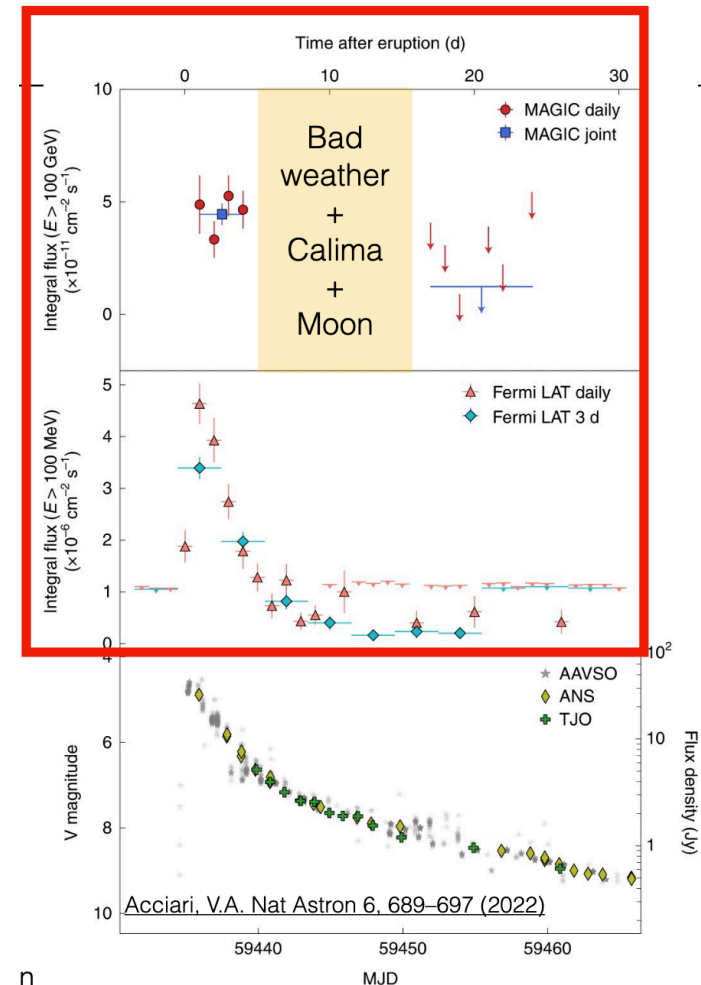 Time after eruption (d)
0 10 20 30
10
5
0
Integral flux (E > 100 GeV)
(×10⁻¹¹ cm⁻² s⁻¹)
Bad
weather
+
Calima
+
Moon
MAGIC daily
MAGIC joint
5
4
3
2
1
0
Integral flux (E > 100 MeV)
(×10⁻⁶ cm⁻² s⁻¹)
Fermi LAT daily
Fermi LAT 3 d
4
6
8
10
V magnitude
AAVSO
ANS
TJO
10²
10
1
Flux density (Jy)
Acciari, V.A. Nat Astron 6, 689–697 (2022)
59440 59450 59460
MJD
n